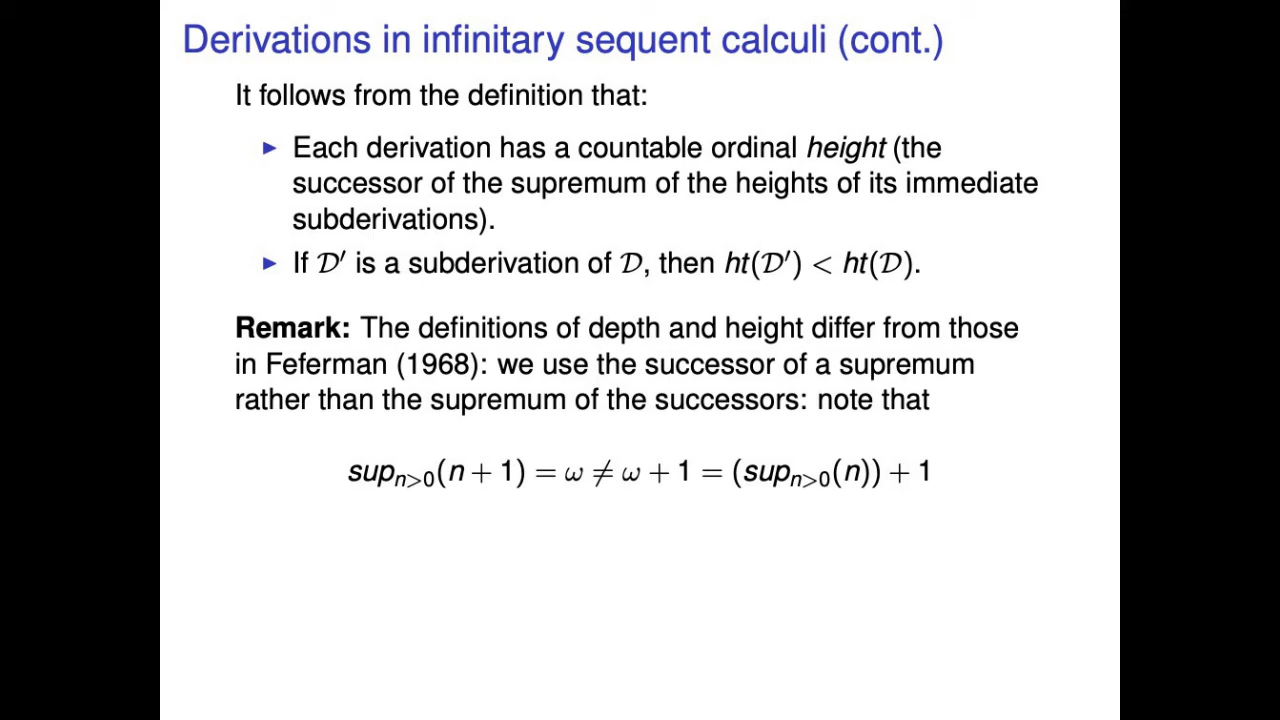 Derivations in infinitary sequent calculi (cont.)
It follows from the definition that:
▶ Each derivation has a countable ordinal height (the
successor of the supremum of the heights of its immediate
subderivations).
▶ If 𝒟′ is a subderivation of 𝒟, then ht(𝒟′) < ht(𝒟).
Remark: The definitions of depth and height differ from those
in Feferman (1968): we use the successor of a supremum
rather than the supremum of the successors: note that
supₙ>₀(n + 1) = ω ≠ ω + 1 = (supₙ>₀(n)) + 1